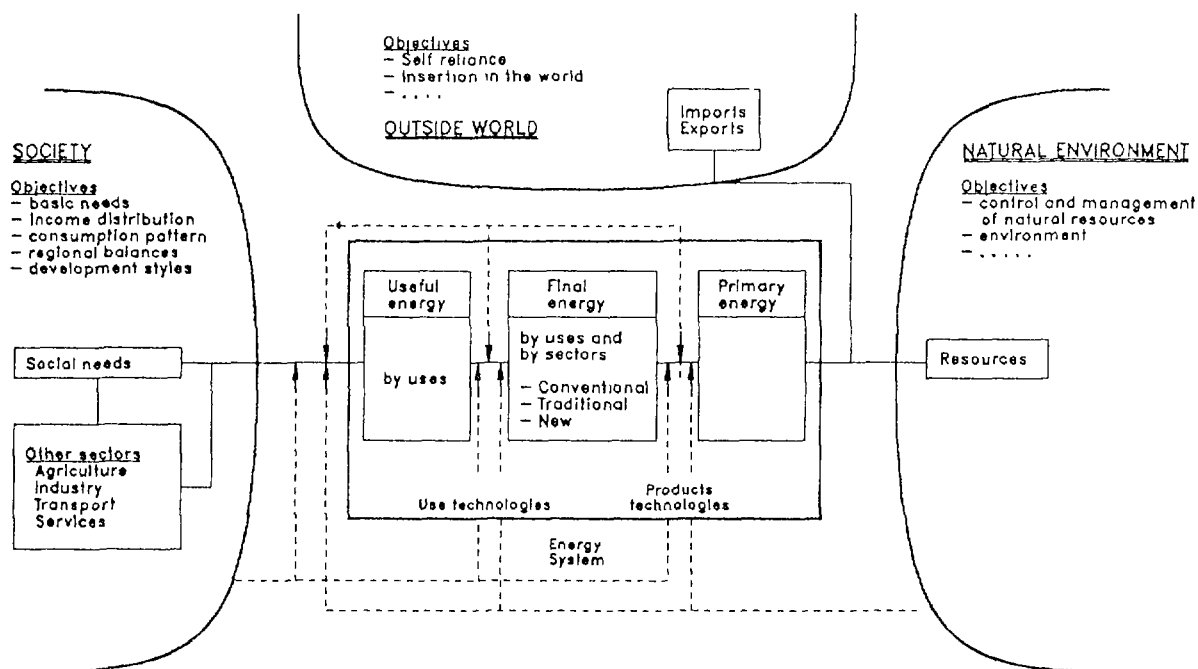 Objectives
– Self reliance
– Insertion in the world
– . . . .
OUTSIDE WORLD
Imports
Exports
SOCIETY
Objectives
– basic needs
– Income distribution
– consumption pattern
– regional balances
– development styles
NATURAL ENVIRONMENT
Objectives
– control and management
of natural resources
– environment
– . . . . .
Useful
energy
by uses
Final
energy
by uses and
by sectors
– Conventional
– Traditional
– New
Primary
energy
Social needs
Resources
Other sectors
Agriculture
Industry
Transport
Services
Use technologies
Products
technologies
Energy
System